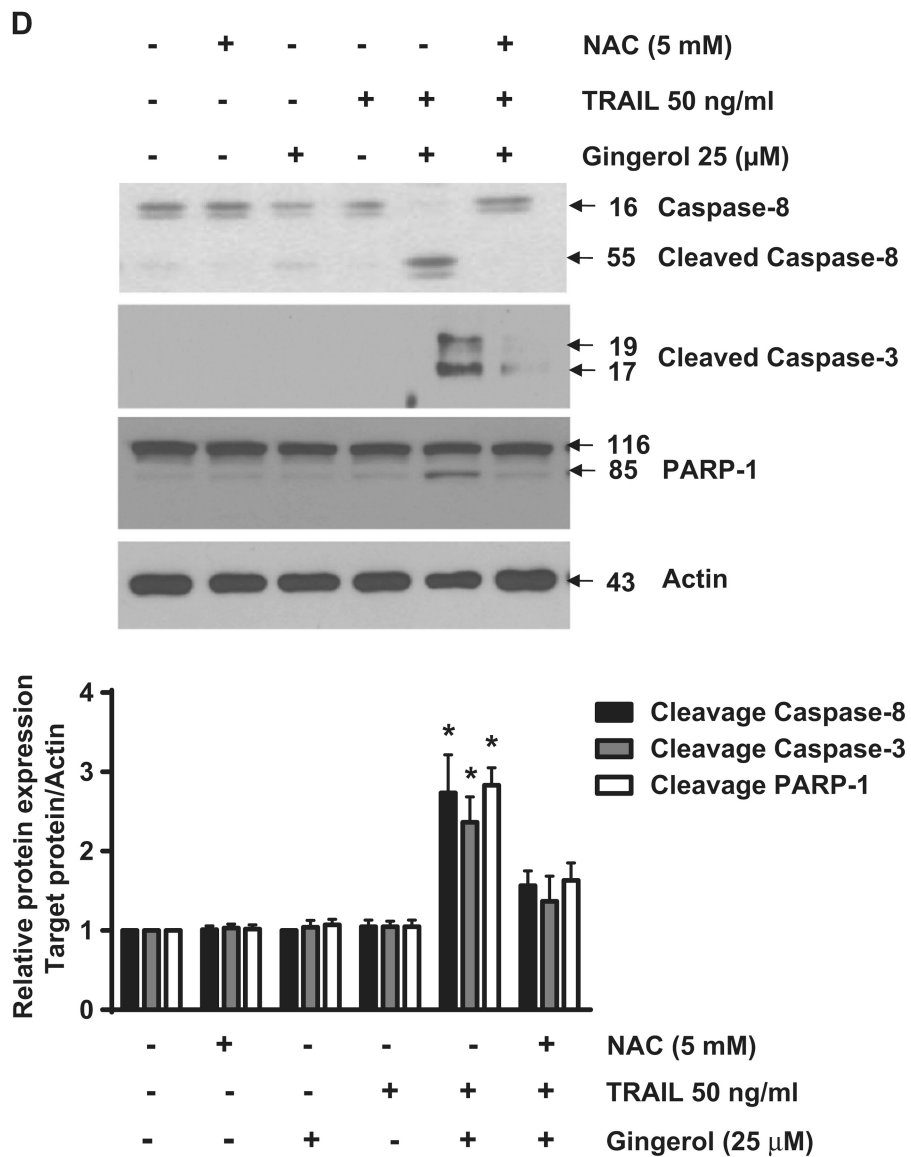 D
- + - - - + NAC (5 mM)
- - - + + + TRAIL 50 ng/ml
- - + - + + Gingerol 25 (µM)
16 Caspase-8
55 Cleaved Caspase-8
19
Cleaved Caspase-3
17
116
85 PARP-1
43 Actin
Relative protein expression
Target protein/Actin
4
3
2
1
0
* * *
Cleavage Caspase-8
Cleavage Caspase-3
Cleavage PARP-1
- + - - - + NAC (5 mM)
- - - + + + TRAIL 50 ng/ml
- - + - + + Gingerol (25 μM)